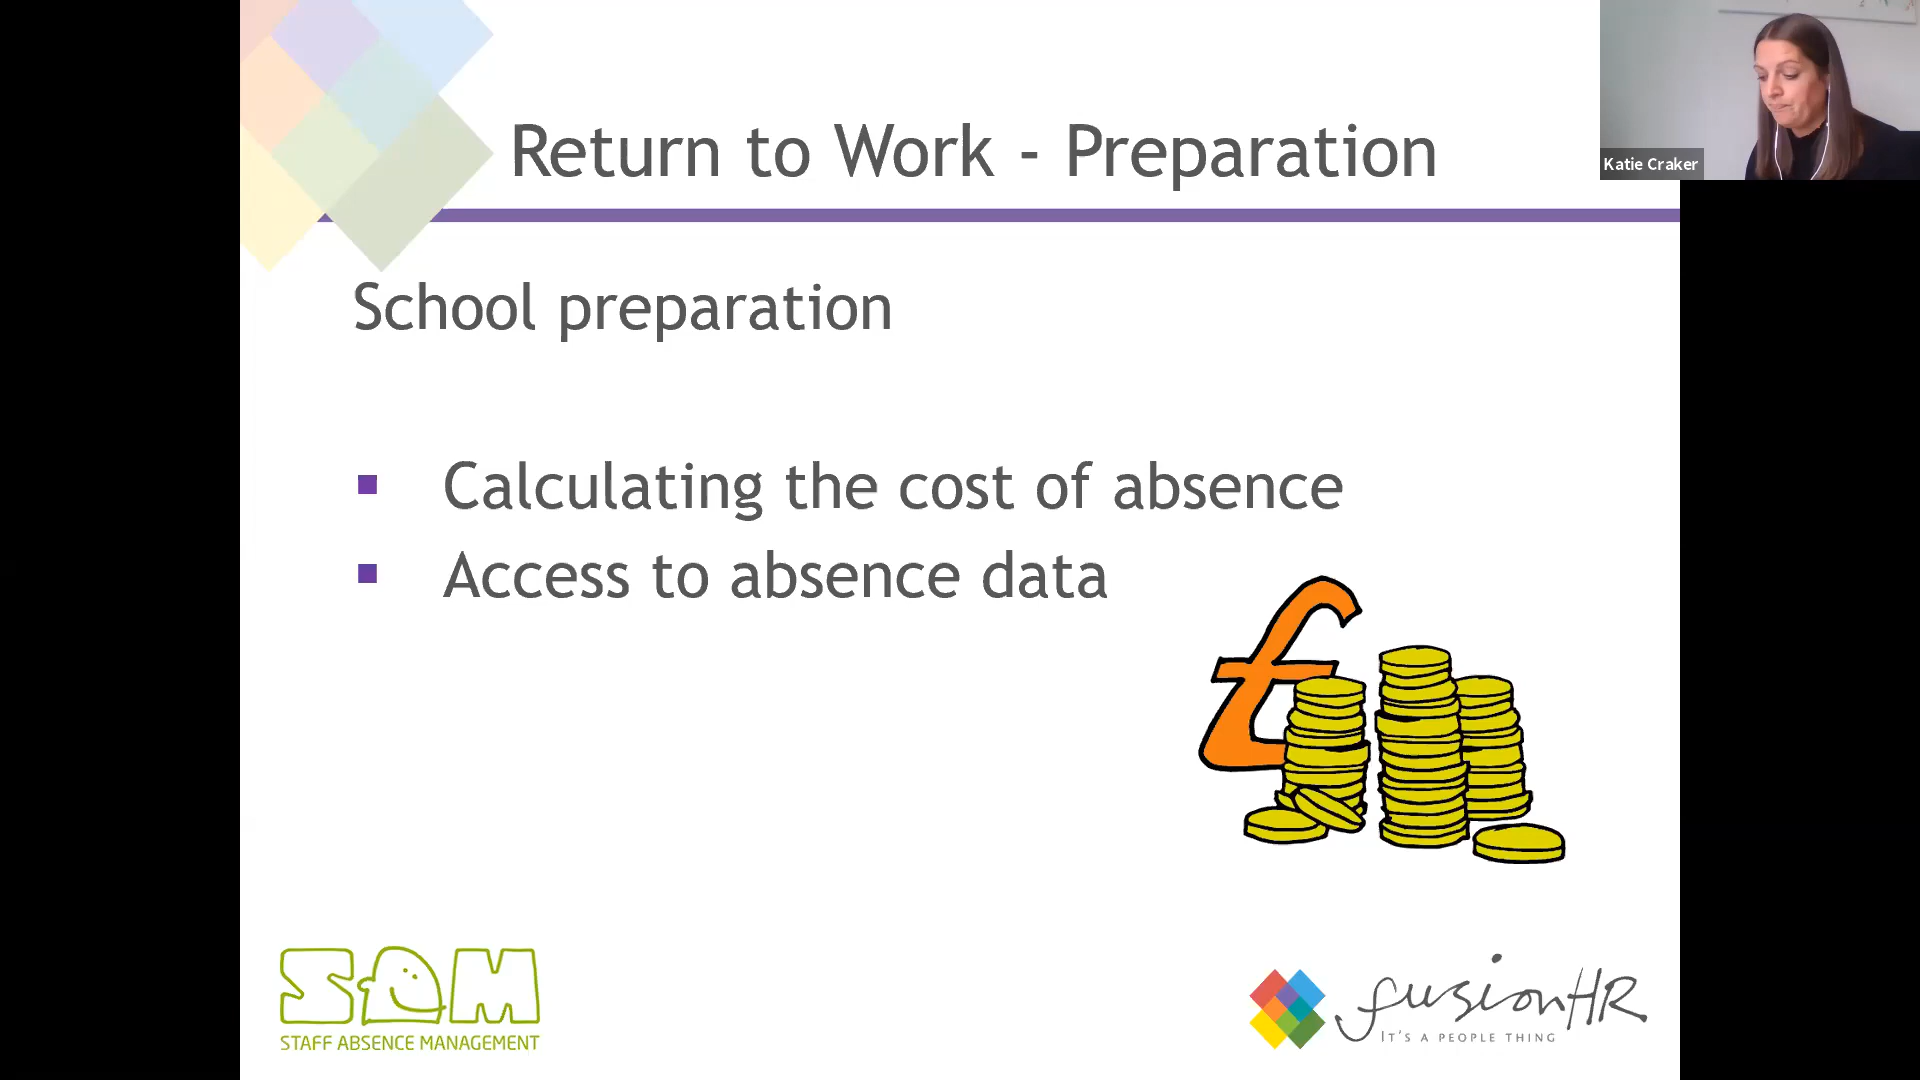 Return to Work - Preparation
Katie Craker
School preparation
▪ Calculating the cost of absence
▪ Access to absence data
£
SAM
STAFF ABSENCE MANAGEMENT
fusionHR
IT'S A PEOPLE THING